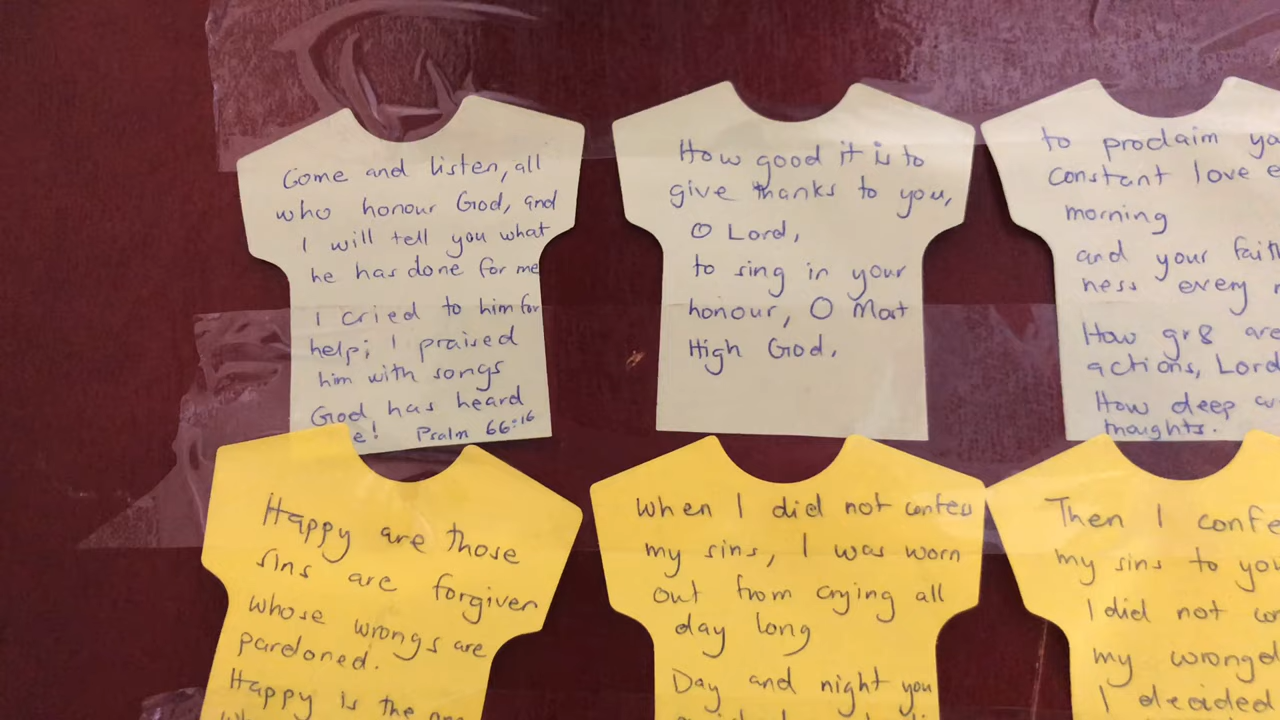 Come and listen, all
who honour God, and
I will tell you what
he has done for me
I cried to him for
help; I praised
him with songs
God has heard
e! Psalm 66:16
How good it is to
give thanks to you,
O Lord,
to sing in your
honour, O Most
High God.
to proclaim yo
constant love e
morning
and your faith
ness every n
How gr8 are
actions, Lord
How deep
thoughts.
Happy are those
sins are forgiven
whose wrongs are
pardoned.
Happy is the
When I did not confess
my sins, I was worn
out from crying all
day long
Day and night you
Then I confe
my sins to you
I did not co
my wrongd
I decided